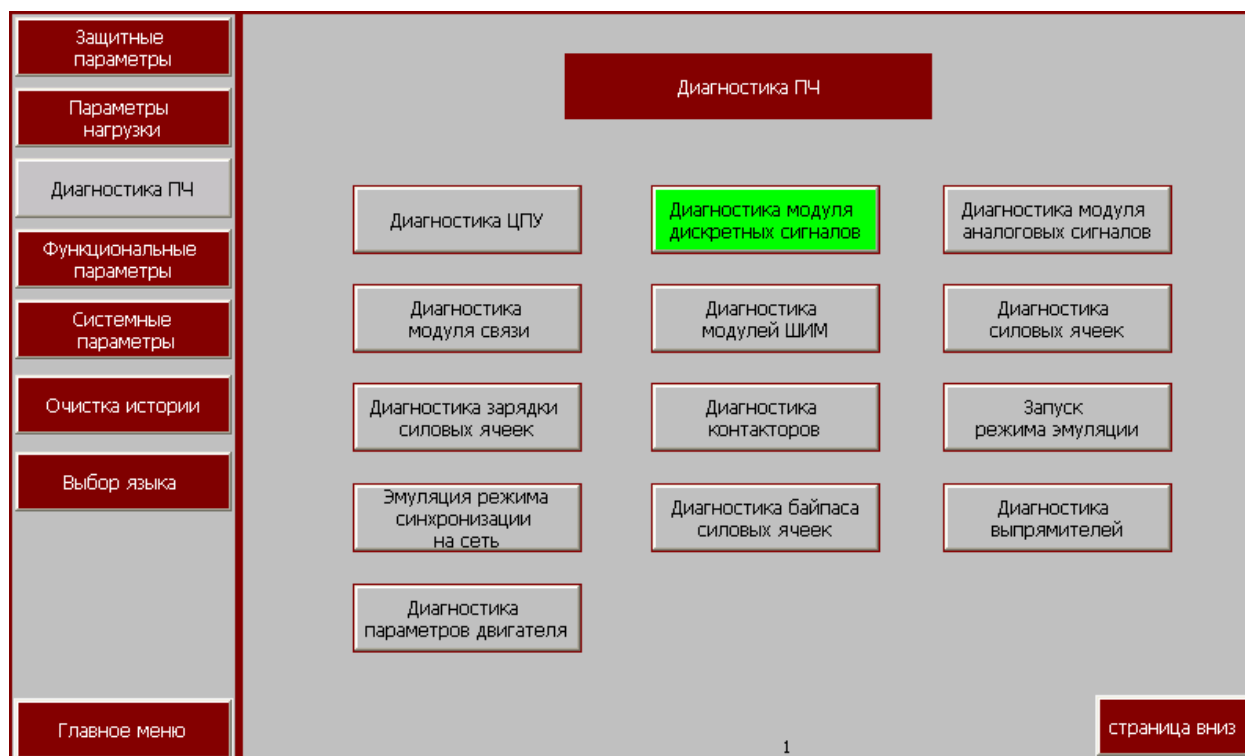 Защитные
параметры
Параметры
нагрузки
Диагностика ПЧ
Функциональные
параметры
Системные
параметры
Очистка истории
Выбор языка
Главное меню
Диагностика ПЧ
Диагностика ЦПУ
Диагностика модуля
дискретных сигналов
Диагностика модуля
аналоговых сигналов
Диагностика
модуля связи
Диагностика
модулей ШИМ
Диагностика
силовых ячеек
Диагностика зарядки
силовых ячеек
Диагностика
контакторов
Запуск
режима эмуляции
Эмуляция режима
синхронизации
на сеть
Диагностика байпаса
силовых ячеек
Диагностика
выпрямителей
Диагностика
параметров двигателя
страница вниз
1